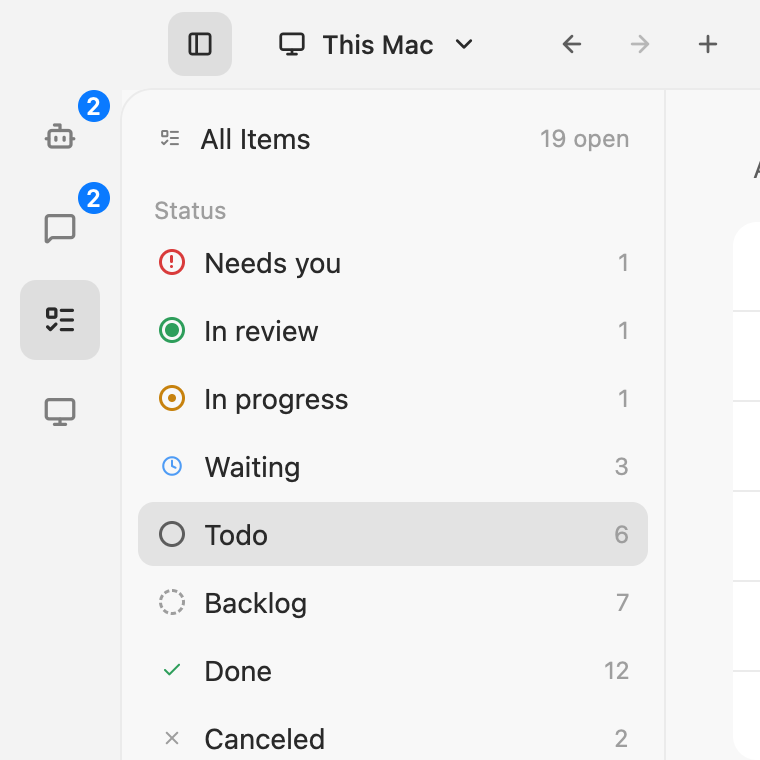 This Mac
2
All Items 19 open
2
Status
Needs you 1
In review 1
In progress 1
Waiting 3
Todo 6
Backlog 7
Done 12
Canceled 2